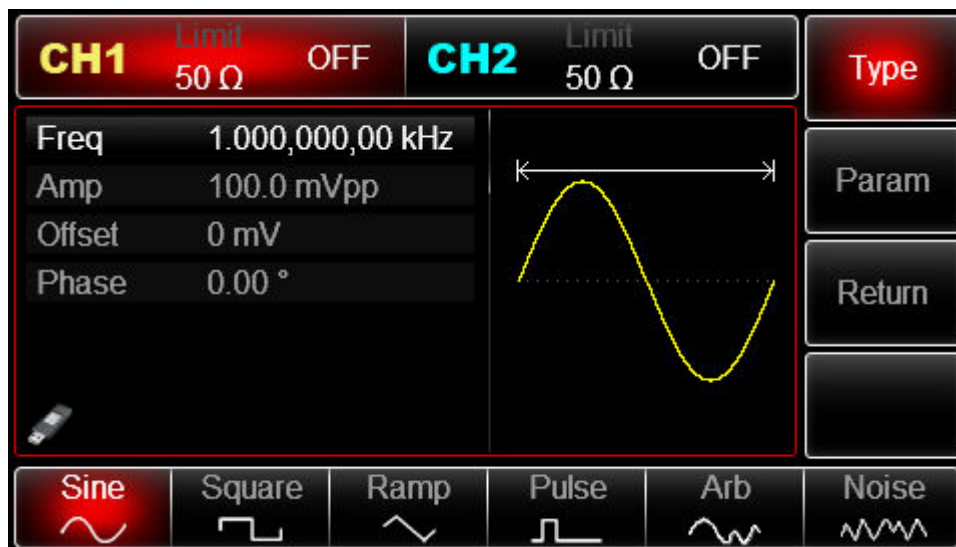 CH1 Limit 50 Ω OFF
CH2 Limit 50 Ω OFF
Type
Freq 1.000,000,00 kHz
Amp 100.0 mVpp
Offset 0 mV
Phase 0.00 °
Param
Return
Sine Square Ramp Pulse Arb Noise